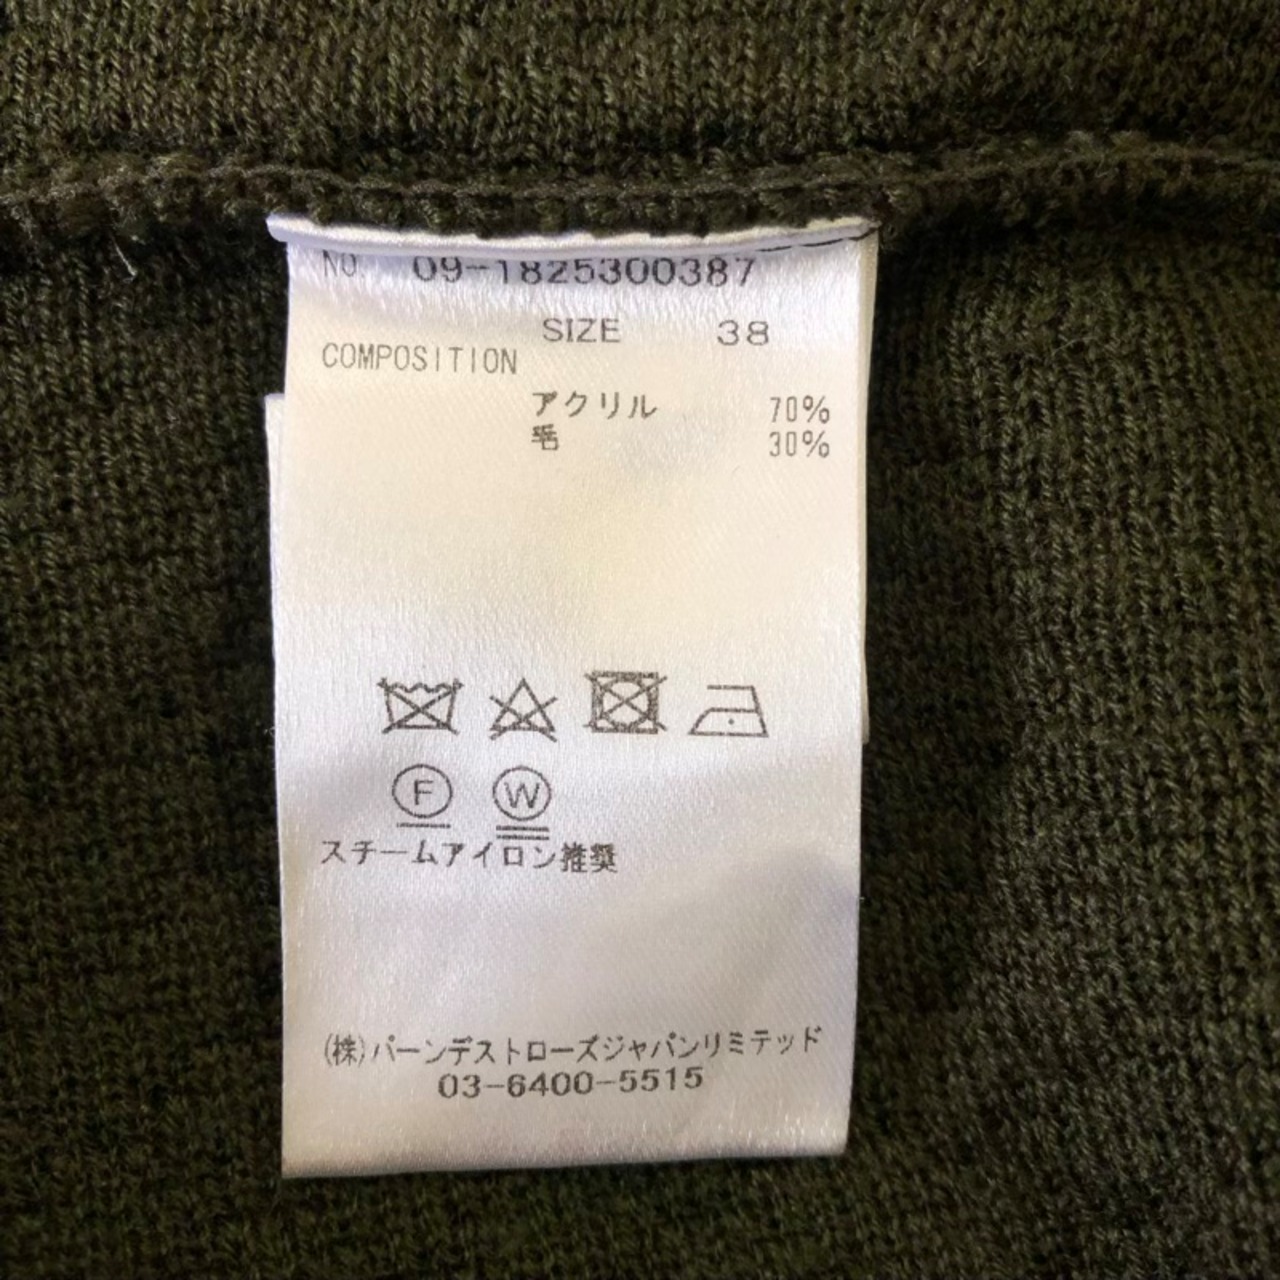 NO. 09-1825300387
SIZE 38
COMPOSITION
アクリル 70%
毛 30%
F W
スチームアイロン推奨
(株)バーンデストローズジャパンリミテッド
03-6400-5515